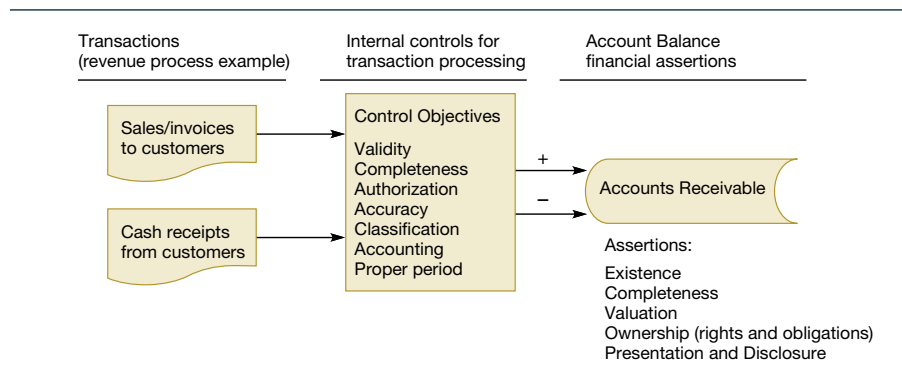 Transactions
(revenue process example)
Internal controls for
transaction processing
Account Balance
financial assertions
Sales/invoices
to customers
Cash receipts
from customers
Control Objectives
Validity
Completeness
Authorization
Accuracy
Classification
Accounting
Proper period
+
–
Accounts Receivable
Assertions:
Existence
Completeness
Valuation
Ownership (rights and obligations)
Presentation and Disclosure